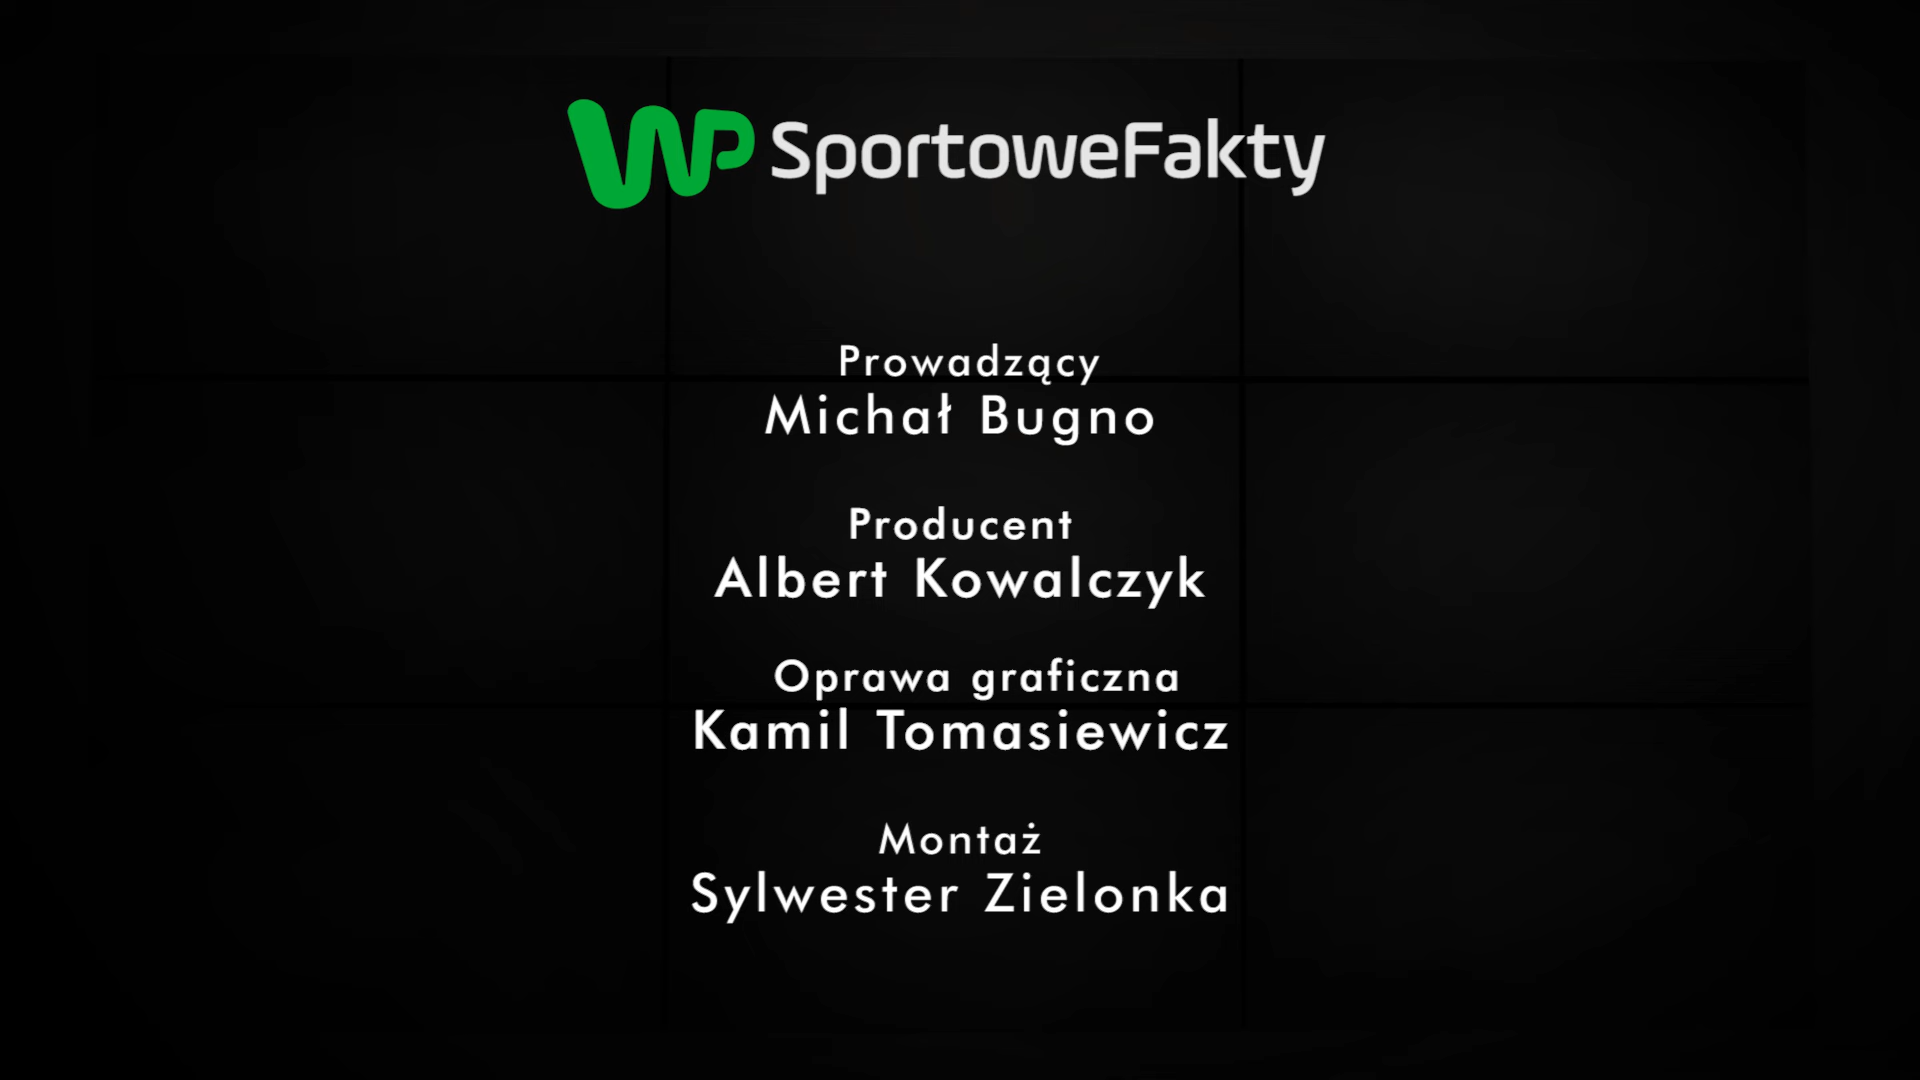 WP SportoweFakty
Prowadzący
Michał Bugno
Producent
Albert Kowalczyk
Oprawa graficzna
Kamil Tomasiewicz
Montaż
Sylwester Zielonka